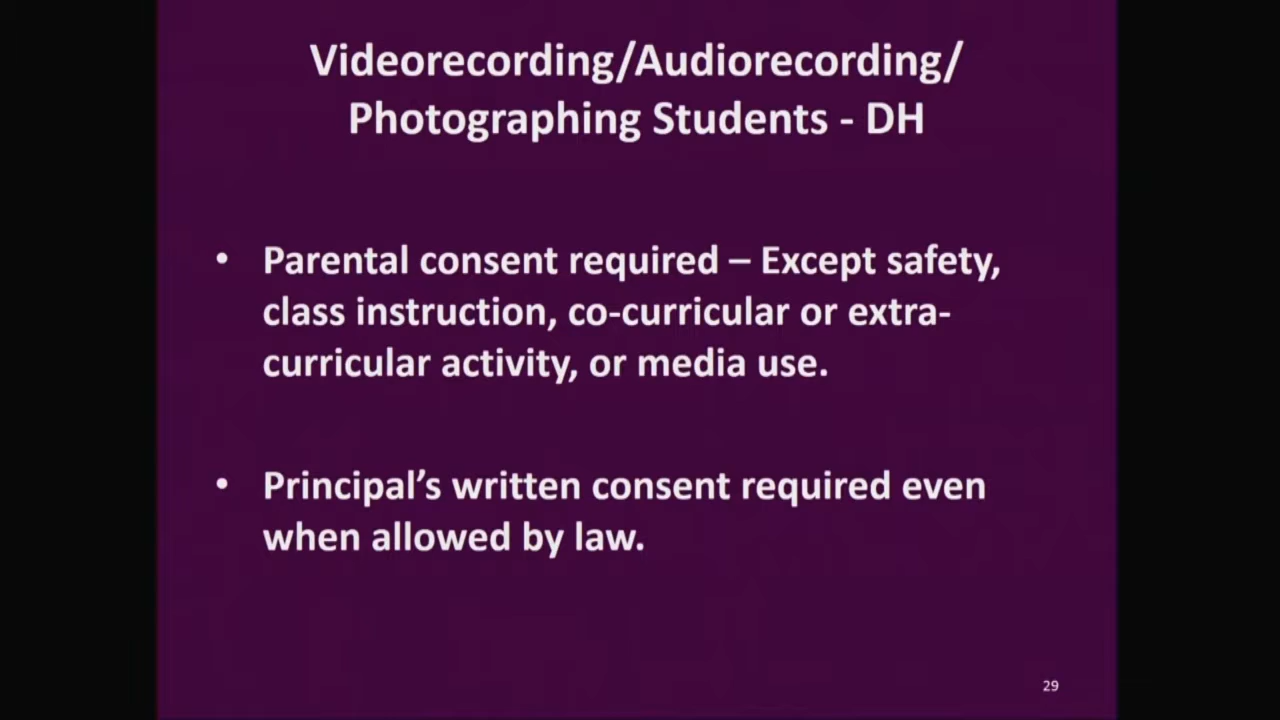 Videorecording/Audiorecording/
Photographing Students - DH
• Parental consent required – Except safety,
class instruction, co-curricular or extra-
curricular activity, or media use.
• Principal’s written consent required even
when allowed by law.
29